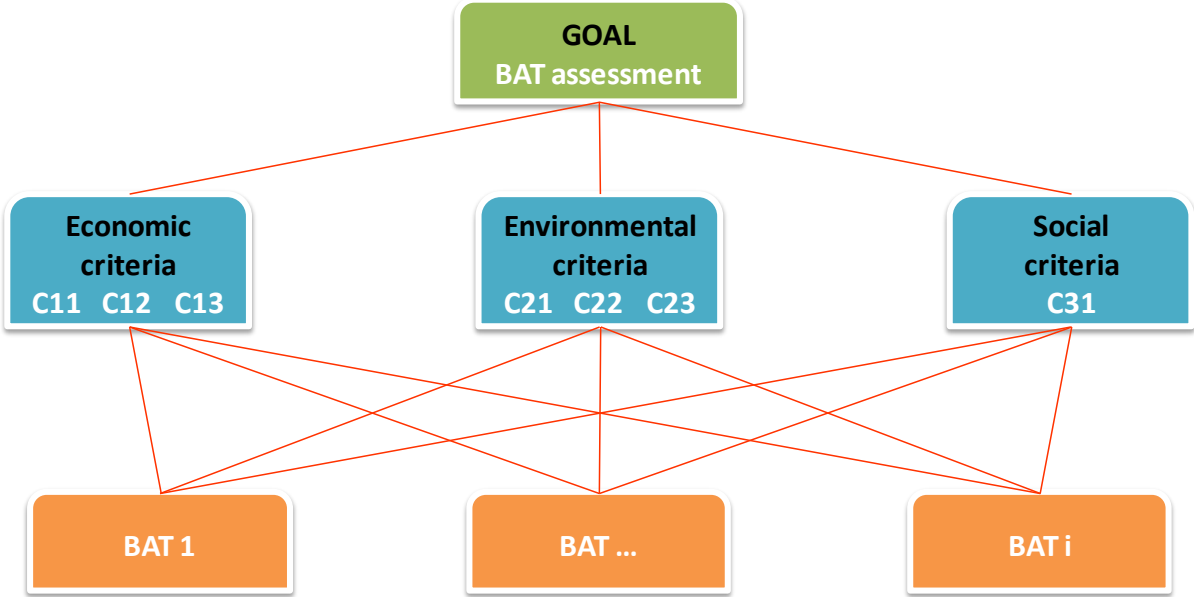 GOAL
BAT assessment
Economic
criteria
C11 C12 C13
Environmental
criteria
C21 C22 C23
Social
criteria
C31
BAT 1
BAT ...
BAT i